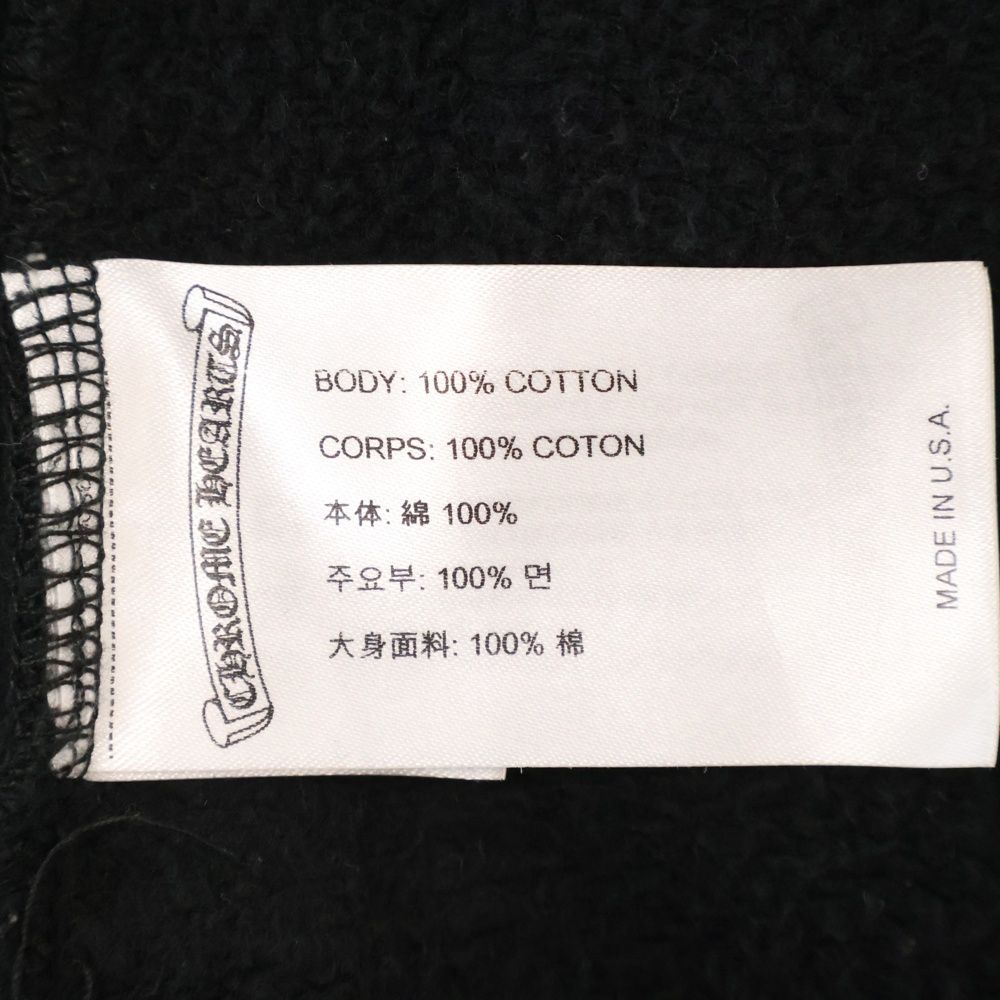 CHROME HEARTS
BODY: 100% COTTON
CORPS: 100% COTON
本体: 綿 100%
주요부: 100% 면
大身面料: 100% 棉
MADE IN U.S.A.